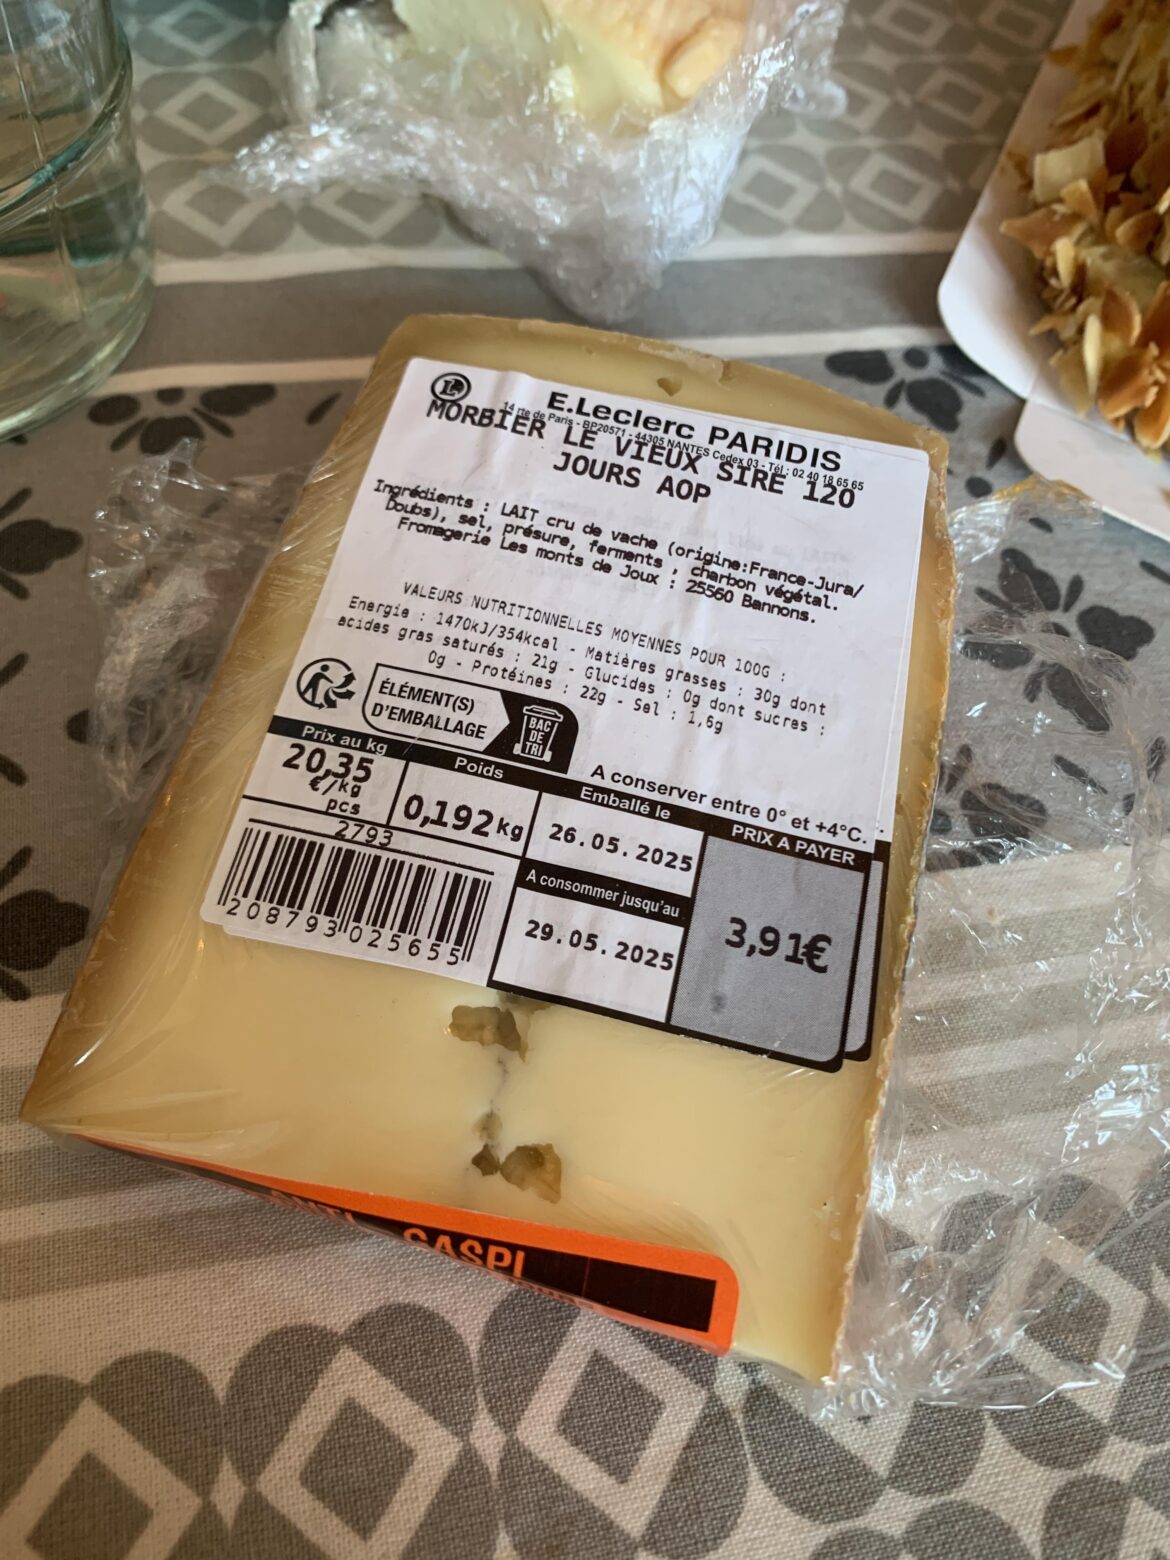 E.Leclerc PARIDIS
14 rte de Paris - BP20571 - 44305 NANTES Cedex 03 - Tél : 02 40 18 65 65
MORBIER LE VIEUX SIRE 120
JOURS AOP
Ingrédients : LAIT cru de vache (origine:France-Jura/
Doubs), sel, présure, ferments , charbon végétal.
Fromagerie Les monts de Joux : 25560 Bannons.
VALEURS NUTRITIONNELLES MOYENNES POUR 100G :
Energie : 1470kJ/354kcal - Matières grasses : 30g dont
acides gras saturés : 21g - Glucides : 0g dont sucres :
0g - Protéines : 22g - Sel : 1,6g
ÉLÉMENT(S)
D'EMBALLAGE
BAC
DE
TRI
A conserver entre 0° et +4°C.
Prix au kg
20,35
€/kg
pcs
2793
Poids
0,192kg
Emballé le
26.05.2025
A consommer jusqu'au
29.05.2025
PRIX A PAYER
3,91€
2087930256555
ANTI GASPI